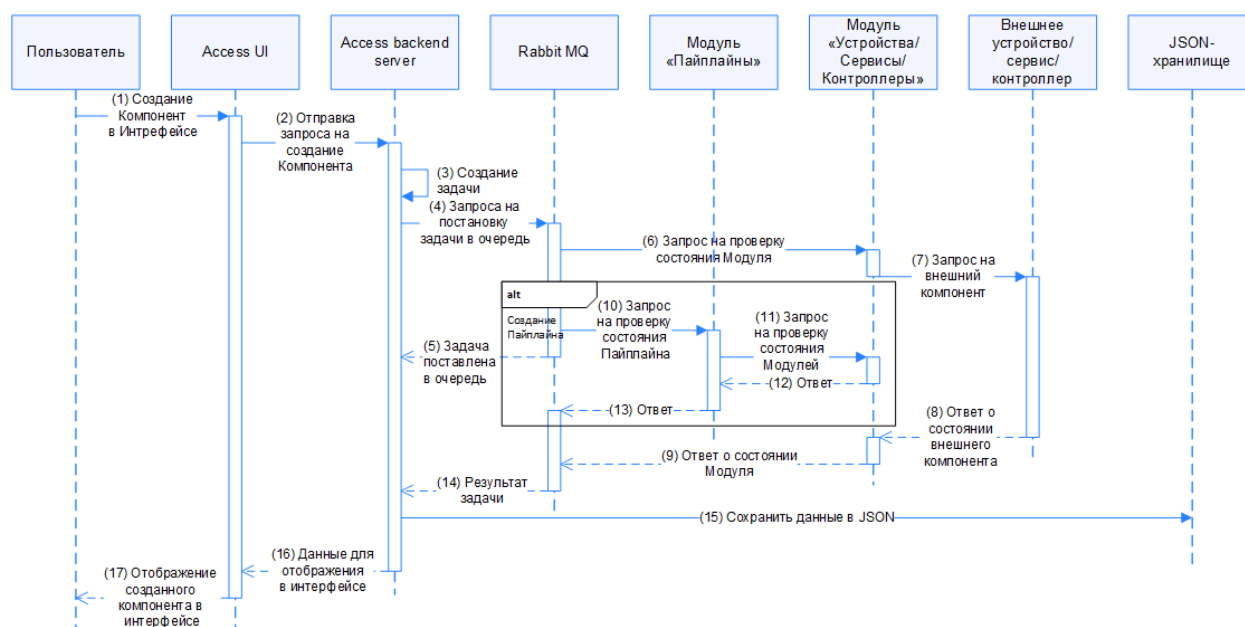 Пользователь
Access UI
Access backend
server
Rabbit MQ
Модуль
«Пайплайны»
Модуль
«Устройства/
Сервисы/
Контроллеры»
Внешнее
устройство/
сервис/
контроллер
JSON-
хранилище
(1) Создание
Компонент
в Интрефейсе
(2) Отправка
запроса на
создание
Компонента
(3) Создание
задачи
(4) Запроса на
постановку
задачи в очередь
(6) Запрос на проверку
состояния Модуля
(7) Запрос на
внешний
компонент
alt
Создание
Пайплайна
(10) Запрос
на проверку
состояния
Пайплайна
(11) Запрос
на проверку
состояния
Модулей
(5) Задача
поставлена
в очередь
(12) Ответ
(13) Ответ
(8) Ответ о
состоянии
внешнего
компонента
(9) Ответ о состоянии
Модуля
(14) Результат
задачи
(15) Сохранить данные в JSON
(16) Данные для
отображения
в интерфейсе
(17) Отображение
созданного
компонента в
интерфейсе